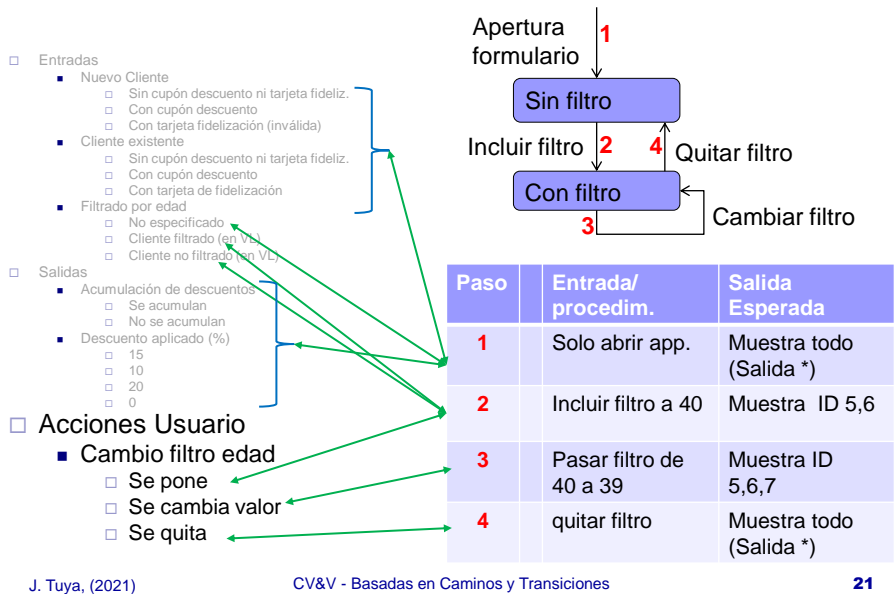 Entradas
Nuevo Cliente
Sin cupón descuento ni tarjeta fideliz.
Con cupón descuento
Con tarjeta fidelización (inválida)
Cliente existente
Sin cupón descuento ni tarjeta fideliz.
Con cupón descuento
Con tarjeta de fidelización
Filtrado por edad
No especificado
Cliente filtrado (en VL)
Cliente no filtrado (en VL)
Salidas
Acumulación de descuentos
Se acumulan
No se acumulan
Descuento aplicado (%)
15
10
20
0
Acciones Usuario
Cambio filtro edad
Se pone
Se cambia valor
Se quita
Apertura
formulario
1
Sin filtro
Incluir filtro 2 4 Quitar filtro
Con filtro
3 Cambiar filtro
Paso Entrada/ Salida
procedim. Esperada
1 Solo abrir app. Muestra todo
(Salida *)
2 Incluir filtro a 40 Muestra ID 5,6
3 Pasar filtro de Muestra ID
40 a 39 5,6,7
4 quitar filtro Muestra todo
(Salida *)
J. Tuya, (2021) CV&V - Basadas en Caminos y Transiciones 21